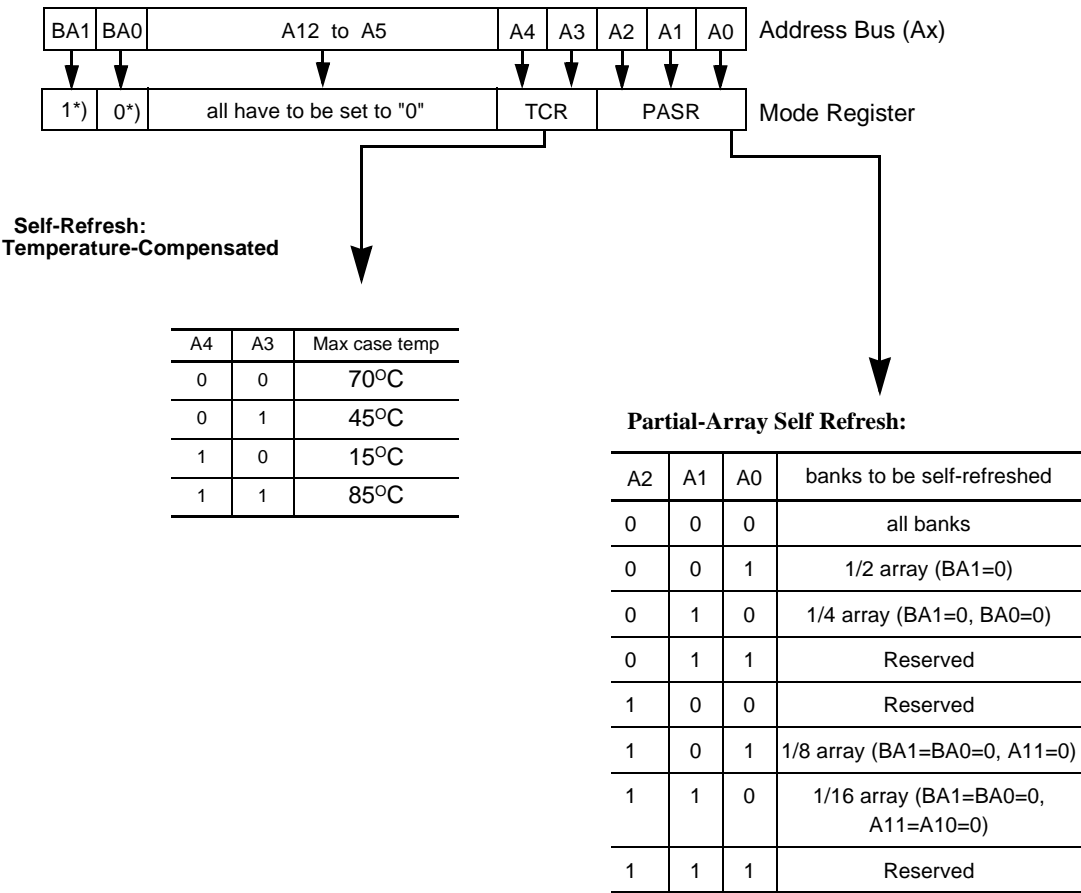 BA1 BA0 A12 to A5 A4 A3 A2 A1 A0 Address Bus (Ax)
1*) 0*) all have to be set to "0" TCR PASR Mode Register
Self-Refresh:
Temperature-Compensated
A4 A3 Max case temp
0 0 70ºC
0 1 45ºC
1 0 15ºC
1 1 85ºC
Partial-Array Self Refresh:
A2 A1 A0 banks to be self-refreshed
0 0 0 all banks
0 0 1 1/2 array (BA1=0)
0 1 0 1/4 array (BA1=0, BA0=0)
0 1 1 Reserved
1 0 0 Reserved
1 0 1 1/8 array (BA1=BA0=0, A11=0)
1 1 0 1/16 array (BA1=BA0=0,
A11=A10=0)
1 1 1 Reserved